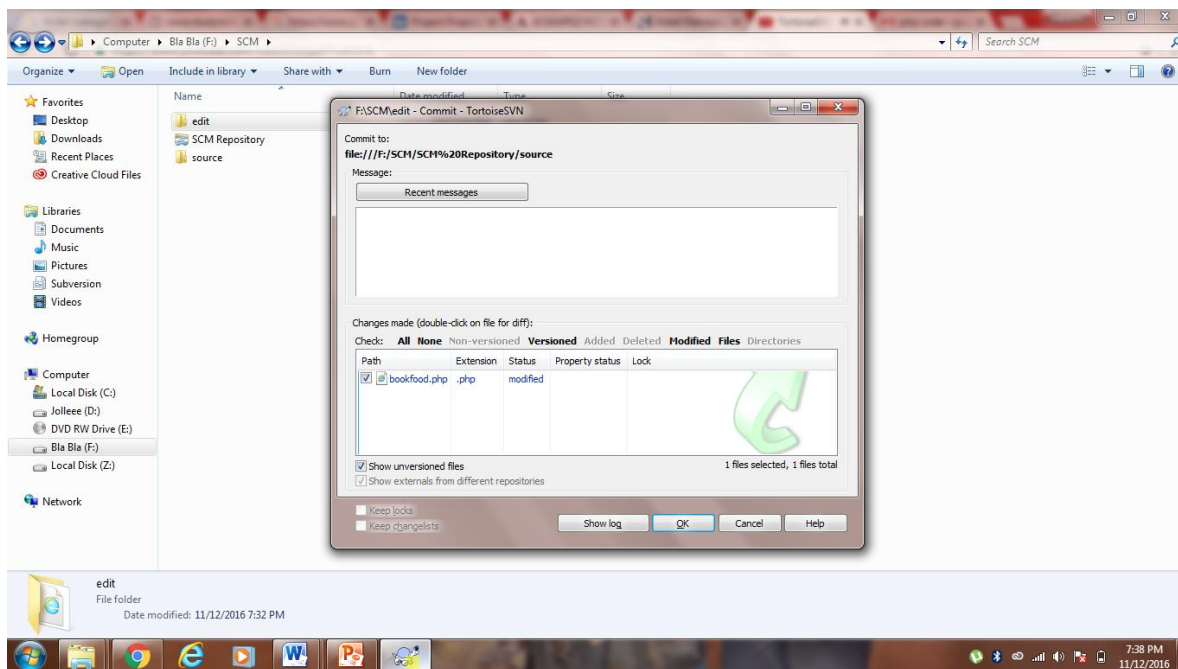 Computer ▸ Bla Bla (F:) ▸ SCM ▸
Search SCM
Organize ▾ Open Include in library ▾ Share with ▾ Burn New folder
Name Date modified Type Size
Favorites
Desktop
Downloads
Recent Places
Creative Cloud Files
Libraries
Documents
Music
Pictures
Subversion
Videos
Homegroup
Computer
Local Disk (C:)
Jolleee (D:)
DVD RW Drive (E:)
Bla Bla (F:)
Local Disk (Z:)
Network
edit
SCM Repository
source
F:\SCM\edit - Commit - TortoiseSVN
Commit to:
file:///F:/SCM/SCM%20Repository/source
Message:
Recent messages
Changes made (double-click on file for diff):
Check: All None Non-versioned Versioned Added Deleted Modified Files Directories
Path Extension Status Property status Lock
bookfood.php .php modified
Show unversioned files
1 files selected, 1 files total
Show externals from different repositories
Keep locks
Keep changelists
Show log OK Cancel Help
edit
File folder
Date modified: 11/12/2016 7:32 PM
7:38 PM
11/12/2016